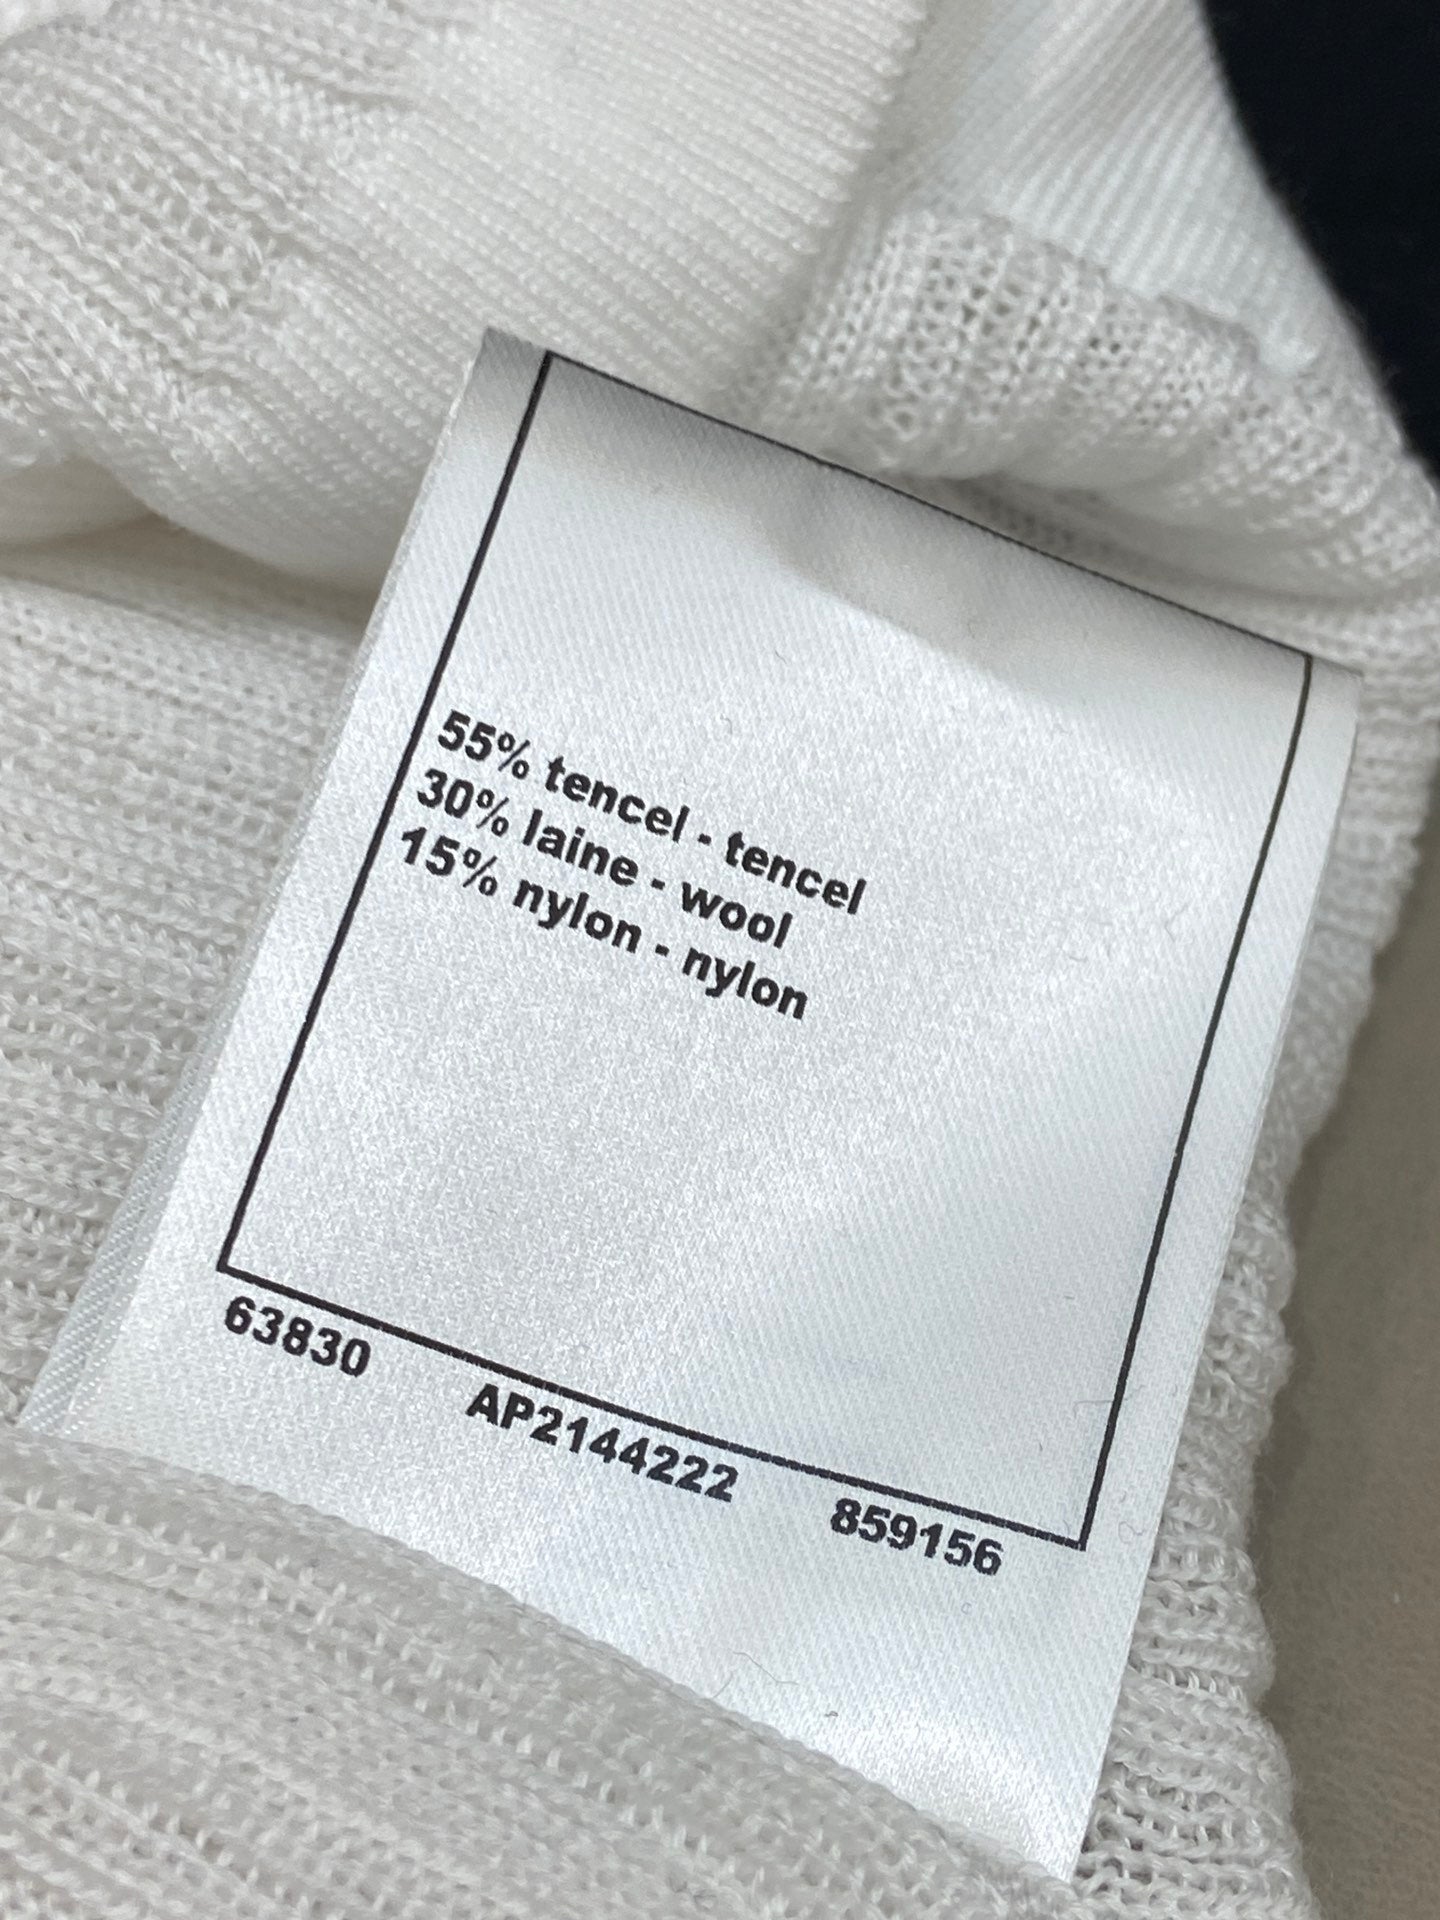 55% tencel - tencel
30% laine - wool
15% nylon - nylon
63830 AP2144222 859156